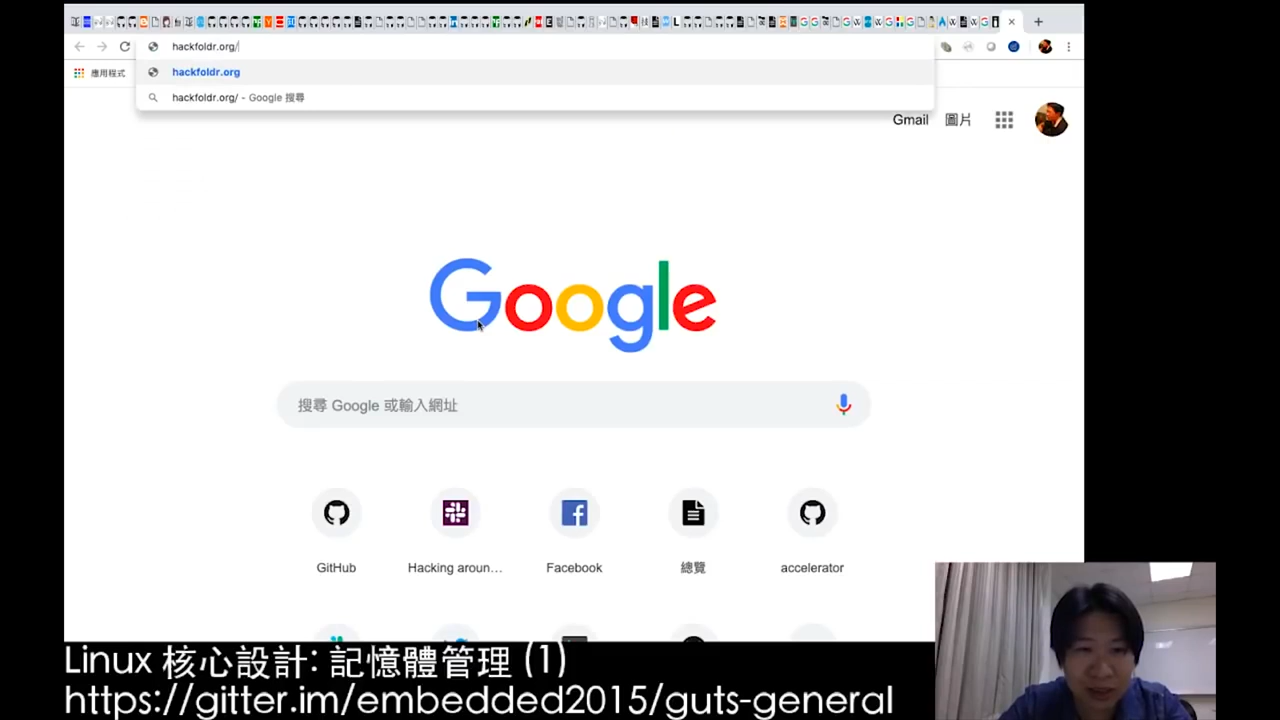 hackfoldr.org/
應用程式
hackfoldr.org
hackfoldr.org/ - Google 搜尋
Gmail
圖片
Google
搜尋 Google 或輸入網址
GitHub
Hacking aroun...
Facebook
總覽
accelerator
Linux 核心設計: 記憶體管理 (1)
https://gitter.im/embedded2015/guts-general